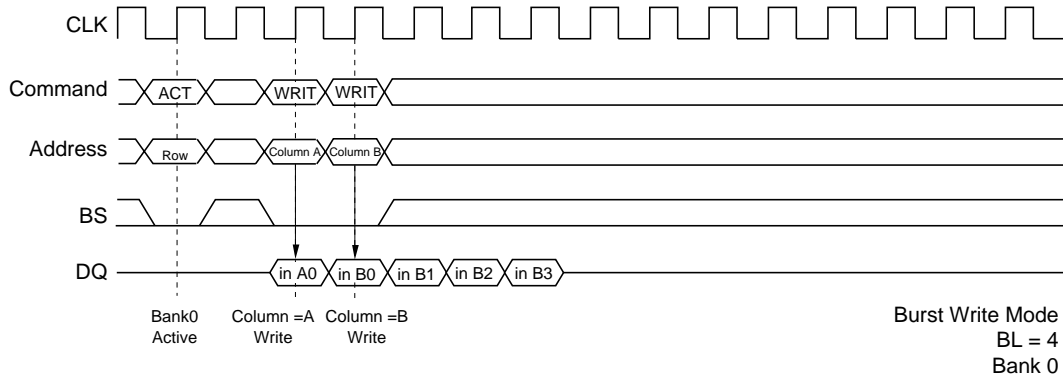 CLK
Command ACT WRIT WRIT
Address Row Column A Column B
BS
DQ in A0 in B0 in B1 in B2 in B3
Bank0 Column =A Column =B
Active Write Write
Burst Write Mode
BL = 4
Bank 0